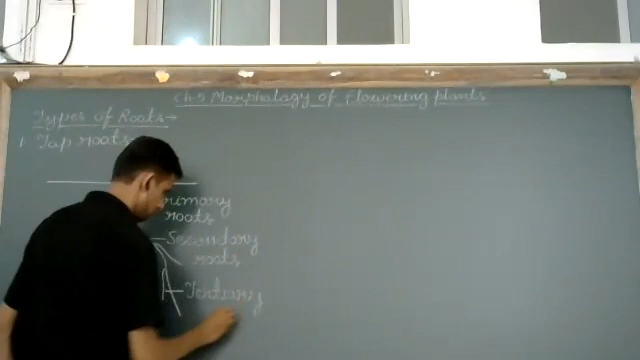 Ch-5 Morphology of Flowering plants
Types of Roots→
1. Tap roots
rimary
roots
Secondary
roots
Tertiary